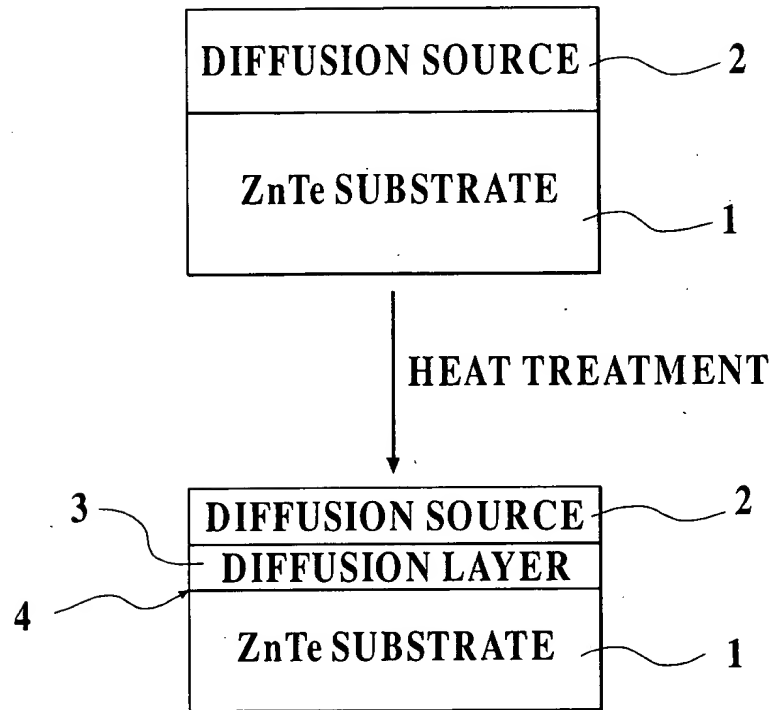 DIFFUSION SOURCE 2
ZnTe SUBSTRATE
1
HEAT TREATMENT
3 DIFFUSION SOURCE 2
DIFFUSION LAYER
4
ZnTe SUBSTRATE 1